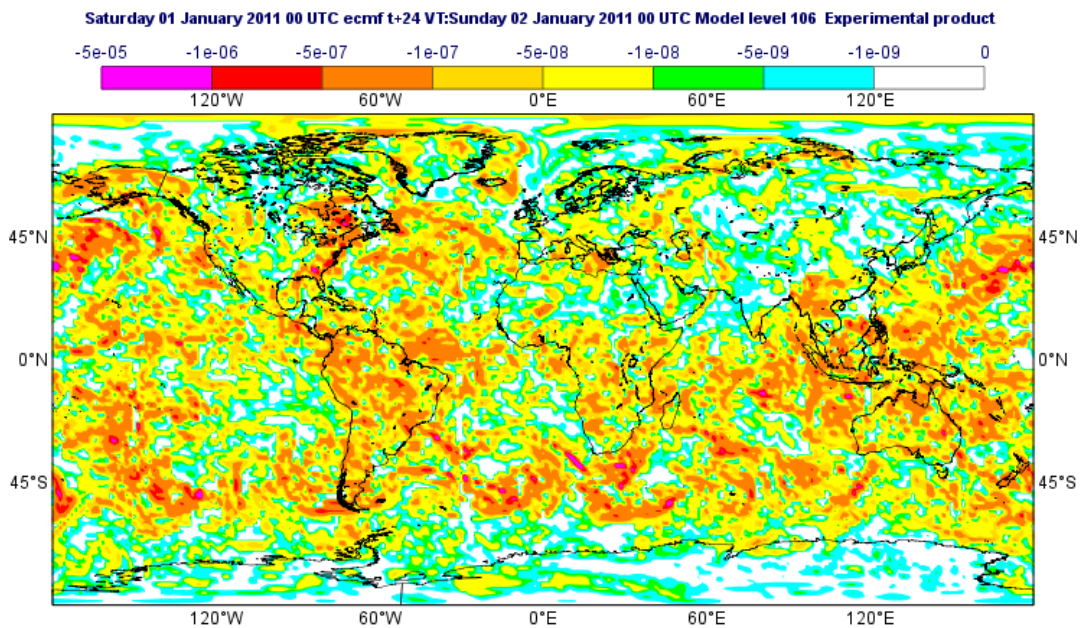 Saturday 01 January 2011 00 UTC ecmf t+24 VT:Sunday 02 January 2011 00 UTC Model level 106 Experimental product
-5e-05 -1e-06 -5e-07 -1e-07 -5e-08 -1e-08 -5e-09 -1e-09 0
120°W 60°W 0°E 60°E 120°E
45°N 45°N
0°N 0°N
45°S 45°S
120°W 60°W 0°E 60°E 120°E